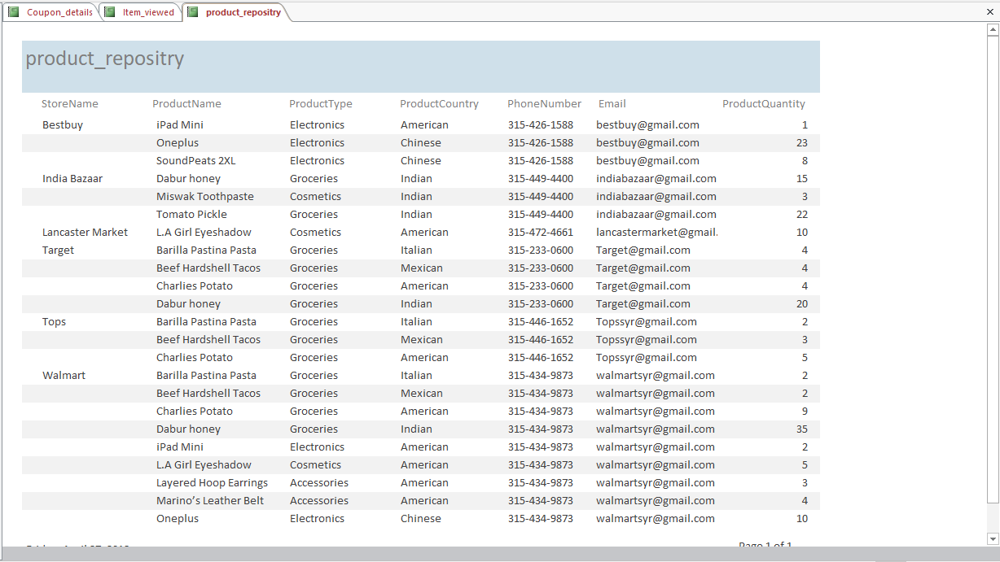 Coupon_details Item_viewed product_repositry
product_repositry
StoreName ProductName ProductType ProductCountry PhoneNumber Email ProductQuantity
Bestbuy iPad Mini Electronics American 315-426-1588 bestbuy@gmail.com 1
Oneplus Electronics Chinese 315-426-1588 bestbuy@gmail.com 23
SoundPeats 2XL Electronics Chinese 315-426-1588 bestbuy@gmail.com 8
India Bazaar Dabur honey Groceries Indian 315-449-4400 indiabazaar@gmail.com 15
Miswak Toothpaste Cosmetics Indian 315-449-4400 indiabazaar@gmail.com 3
Tomato Pickle Groceries Indian 315-449-4400 indiabazaar@gmail.com 22
Lancaster Market L.A Girl Eyeshadow Cosmetics American 315-472-4661 lancastermarket@gmail. 10
Target Barilla Pastina Pasta Groceries Italian 315-233-0600 Target@gmail.com 4
Beef Hardshell Tacos Groceries Mexican 315-233-0600 Target@gmail.com 4
Charlies Potato Groceries American 315-233-0600 Target@gmail.com 4
Dabur honey Groceries Indian 315-233-0600 Target@gmail.com 20
Tops Barilla Pastina Pasta Groceries Italian 315-446-1652 Topssyr@gmail.com 2
Beef Hardshell Tacos Groceries Mexican 315-446-1652 Topssyr@gmail.com 3
Charlies Potato Groceries American 315-446-1652 Topssyr@gmail.com 5
Walmart Barilla Pastina Pasta Groceries Italian 315-434-9873 walmartsyr@gmail.com 2
Beef Hardshell Tacos Groceries Mexican 315-434-9873 walmartsyr@gmail.com 2
Charlies Potato Groceries American 315-434-9873 walmartsyr@gmail.com 9
Dabur honey Groceries Indian 315-434-9873 walmartsyr@gmail.com 35
iPad Mini Electronics American 315-434-9873 walmartsyr@gmail.com 2
L.A Girl Eyeshadow Cosmetics American 315-434-9873 walmartsyr@gmail.com 5
Layered Hoop Earrings Accessories American 315-434-9873 walmartsyr@gmail.com 3
Marino’s Leather Belt Accessories American 315-434-9873 walmartsyr@gmail.com 4
Oneplus Electronics Chinese 315-434-9873 walmartsyr@gmail.com 10
Page 1 of 1